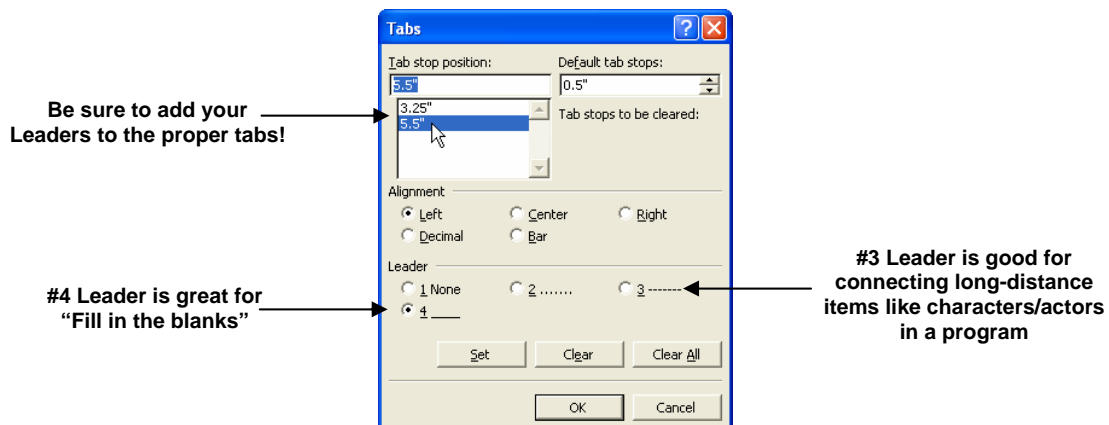 Tabs
Tab stop position:
Default tab stops:
5.5"
0.5"
Be sure to add your
Leaders to the proper tabs!
3.25"
5.5"
Tab stops to be cleared:
Alignment
Left
Center
Right
Decimal
Bar
Leader
1 None
2 .......
3 -------
4 ____
#4 Leader is great for
“Fill in the blanks”
#3 Leader is good for
connecting long-distance
items like characters/actors
in a program
Set
Clear
Clear All
OK
Cancel